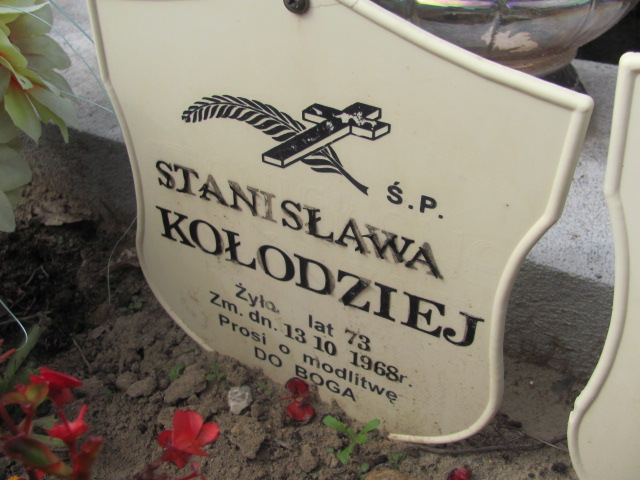 Ś.P.
STANISŁAWA
KOŁODZIEJ
Żyła lat 73
Zm. dn. 13 10 1968r.
Prosi o modlitwę
DO BOGA